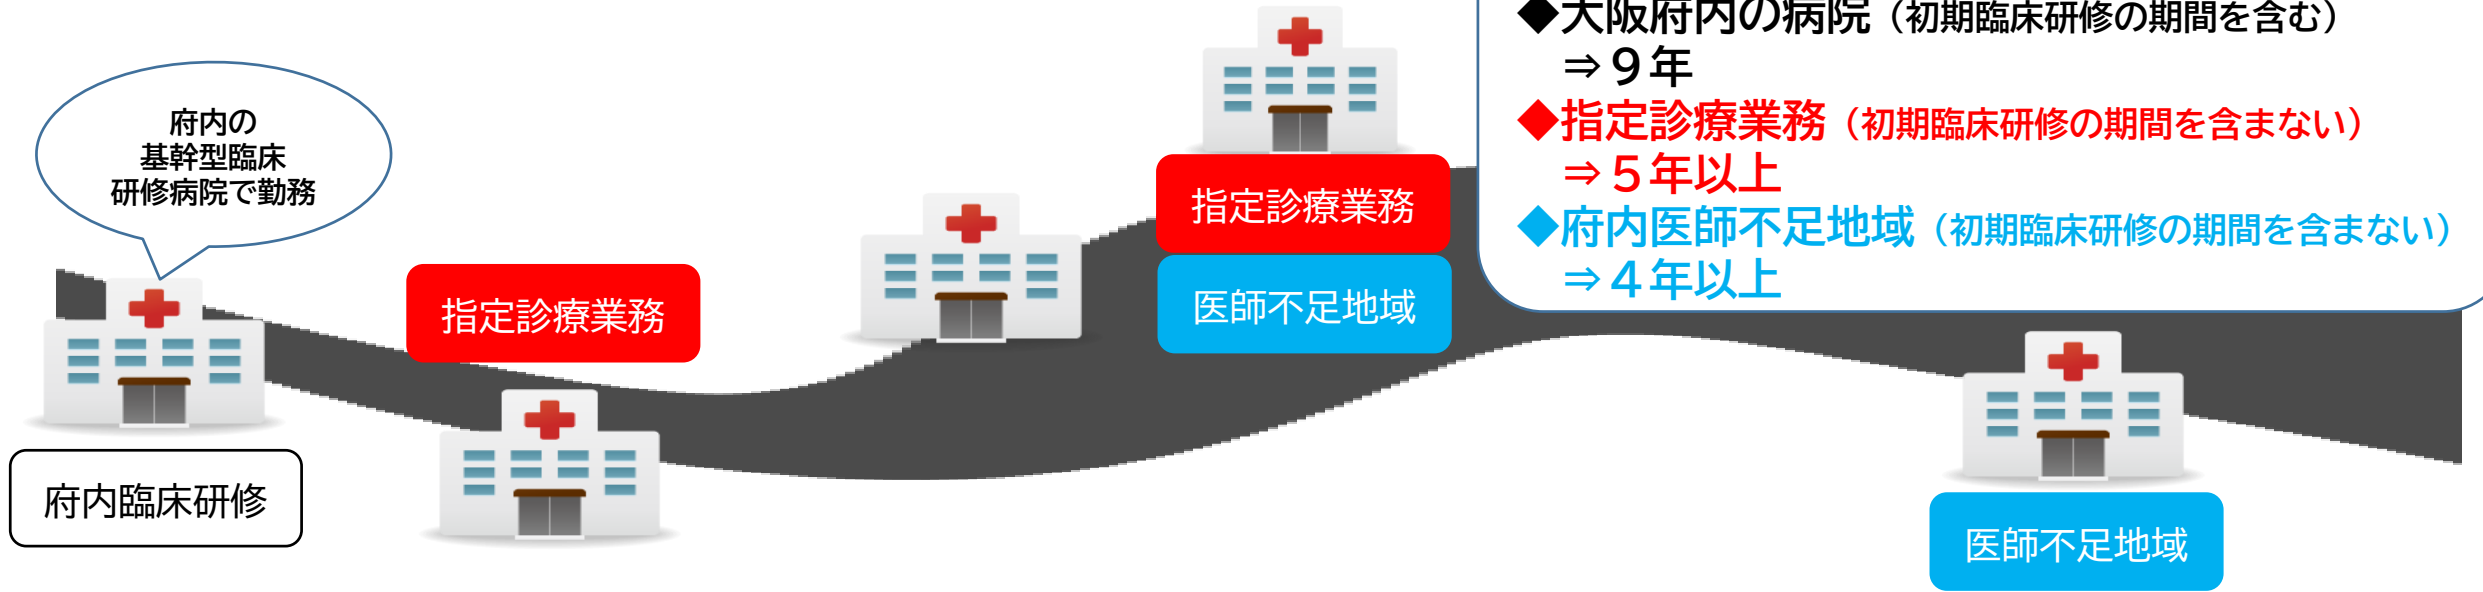 ◆大阪府内の病院（初期臨床研修の期間を含む）
⇒９年
◆指定診療業務（初期臨床研修の期間を含まない）
⇒５年以上
◆府内医師不足地域（初期臨床研修の期間を含まない）
⇒４年以上
府内の
基幹型臨床
研修病院で勤務
府内臨床研修
指定診療業務
指定診療業務
医師不足地域
医師不足地域